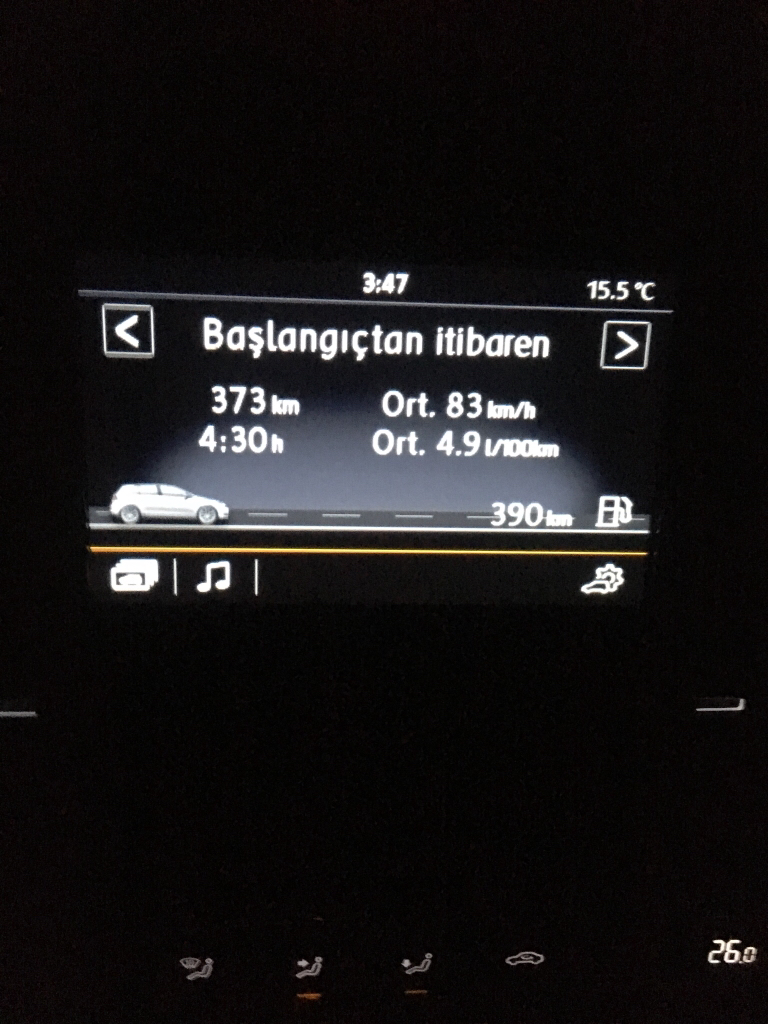 3:47
15.5 °C
< Başlangıçtan itibaren >
373 km Ort. 83 km/h
4:30 h Ort. 4.9 l/100km
390 km
26.0